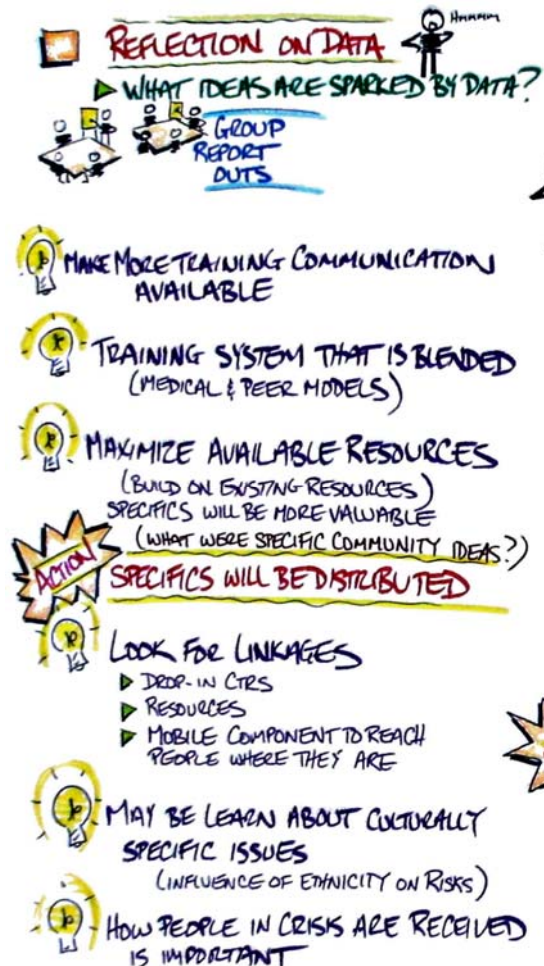 REFLECTION ON DATA
HMMMM
WHAT IDEAS ARE SPARKED BY DATA?
GROUP
REPORT
OUTS
MAKE MORE TRAINING COMMUNICATION
AVAILABLE
TRAINING SYSTEM THAT IS BLENDED
(MEDICAL & PEER MODELS)
MAXIMIZE AVAILABLE RESOURCES
(BUILD ON EXISTING RESOURCES)
SPECIFICS WILL BE MORE VALUABLE
(WHAT WERE SPECIFIC COMMUNITY IDEAS?)
ACTION
SPECIFICS WILL BE DISTRIBUTED
LOOK FOR LINKAGES
DROP-IN CTRS
RESOURCES
MOBILE COMPONENT TO REACH
PEOPLE WHERE THEY ARE
MAY BE LEARN ABOUT CULTURALLY
SPECIFIC ISSUES
(INFLUENCE OF ETHNICITY ON RISKS)
HOW PEOPLE IN CRISIS ARE RECEIVED
IS IMPORTANT